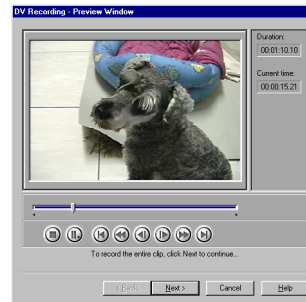 DV Recording - Preview Window
Duration:
00:01:10.10
Current time:
00:00:15.21
To record the entire clip, click Next to continue...
< Back
Next >
Cancel
Help